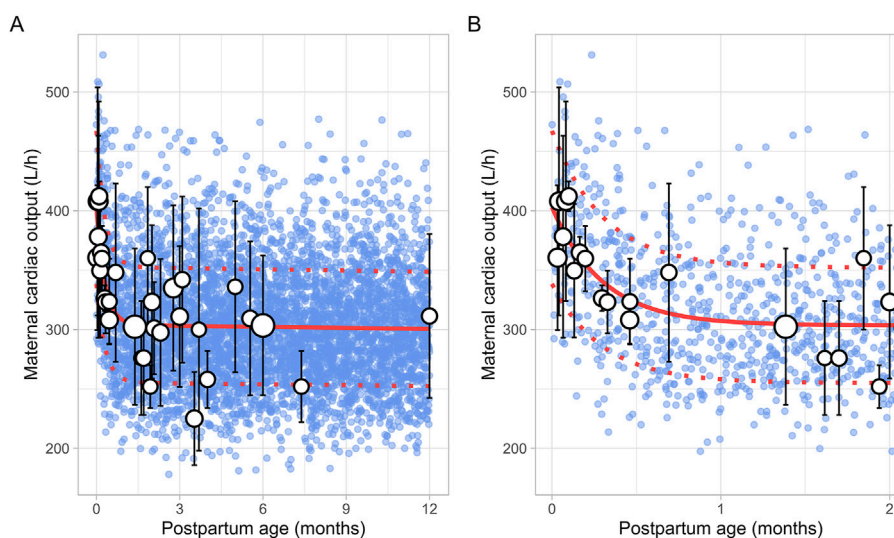 A
B
Maternal cardiac output (L/h)
500
400
300
200
0
3
6
9
12
Postpartum age (months)
Maternal cardiac output (L/h)
500
400
300
200
0
1
2
Postpartum age (months)